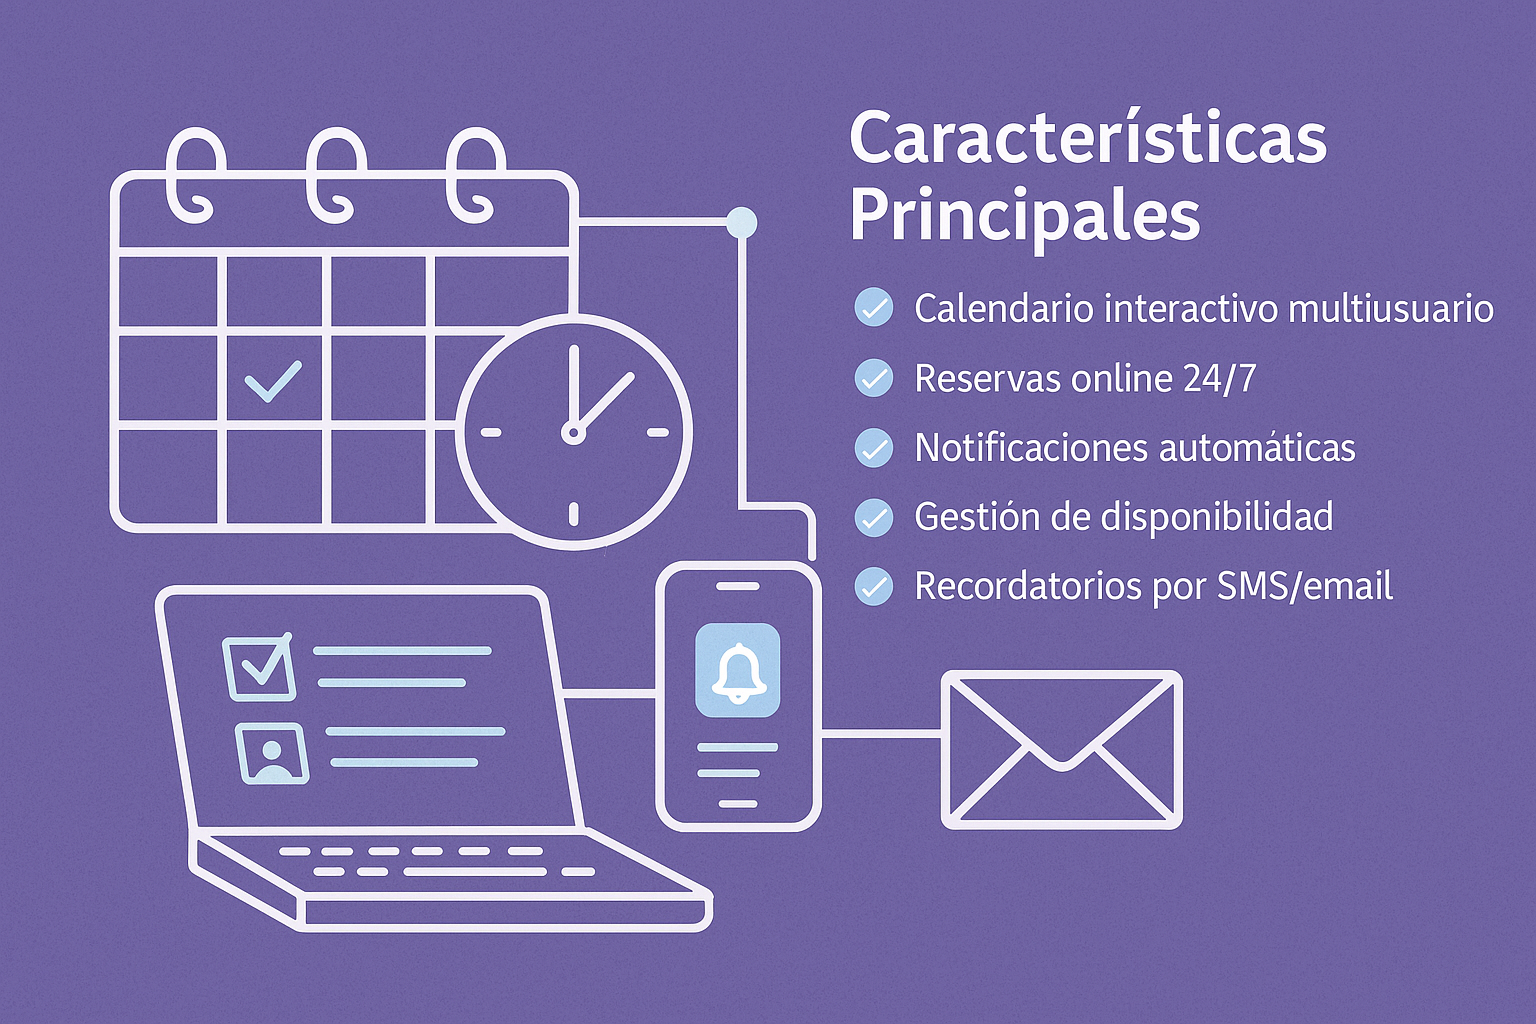 Características
Principales
Calendario interactivo multiusuario
Reservas online 24/7
Notificaciones automáticas
Gestión de disponibilidad
Recordatorios por SMS/email